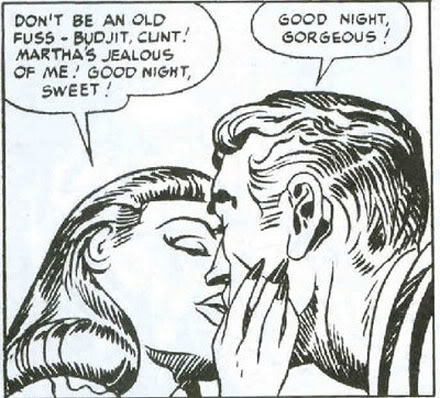 DON'T BE AN OLD
FUSS - BUDJIT, CLINT!
MARTHA'S JEALOUS
OF ME! GOOD NIGHT,
SWEET!
GOOD NIGHT,
GORGEOUS!